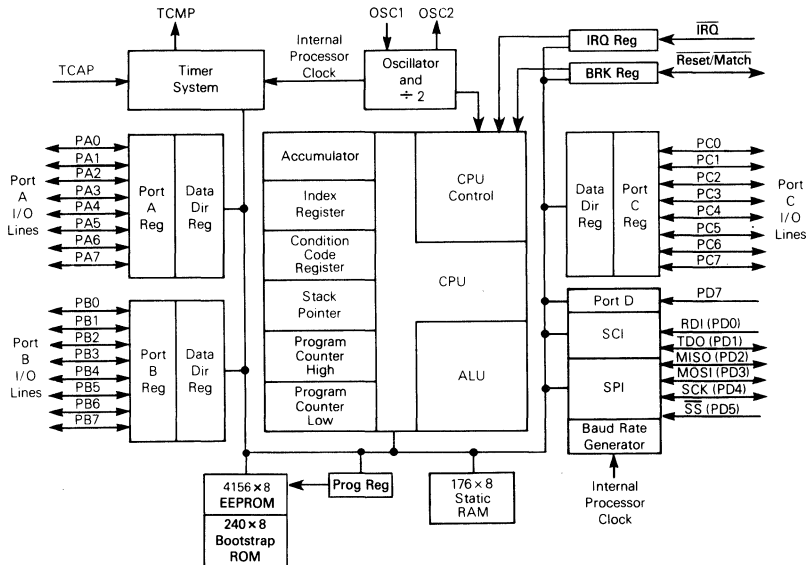 TCMP
OSC1
OSC2
TCAP
Timer
System
Internal
Processor
Clock
Oscillator
and
÷ 2
IRQ Reg
IRQ
BRK Reg
Reset/Match
Port
A
I/O
Lines
PA0
PA1
PA2
PA3
PA4
PA5
PA6
PA7
Port
A
Reg
Data
Dir
Reg
Accumulator
Index
Register
Condition
Code
Register
Stack
Pointer
Program
Counter
High
Program
Counter
Low
CPU
Control
CPU
ALU
Data
Dir
Reg
Port
C
Reg
PC0
PC1
PC2
PC3
PC4
PC5
PC6
PC7
Port
C
I/O
Lines
Port
B
I/O
Lines
PB0
PB1
PB2
PB3
PB4
PB5
PB6
PB7
Port
B
Reg
Data
Dir
Reg
Port D
SCI
SPI
Baud Rate
Generator
PD7
RDI (PD0)
TDO (PD1)
MISO (PD2)
MOSI (PD3)
SCK (PD4)
SS (PD5)
Internal
Processor
Clock
4156 × 8
EEPROM
240 × 8
Bootstrap
ROM
Prog Reg
176 × 8
Static
RAM